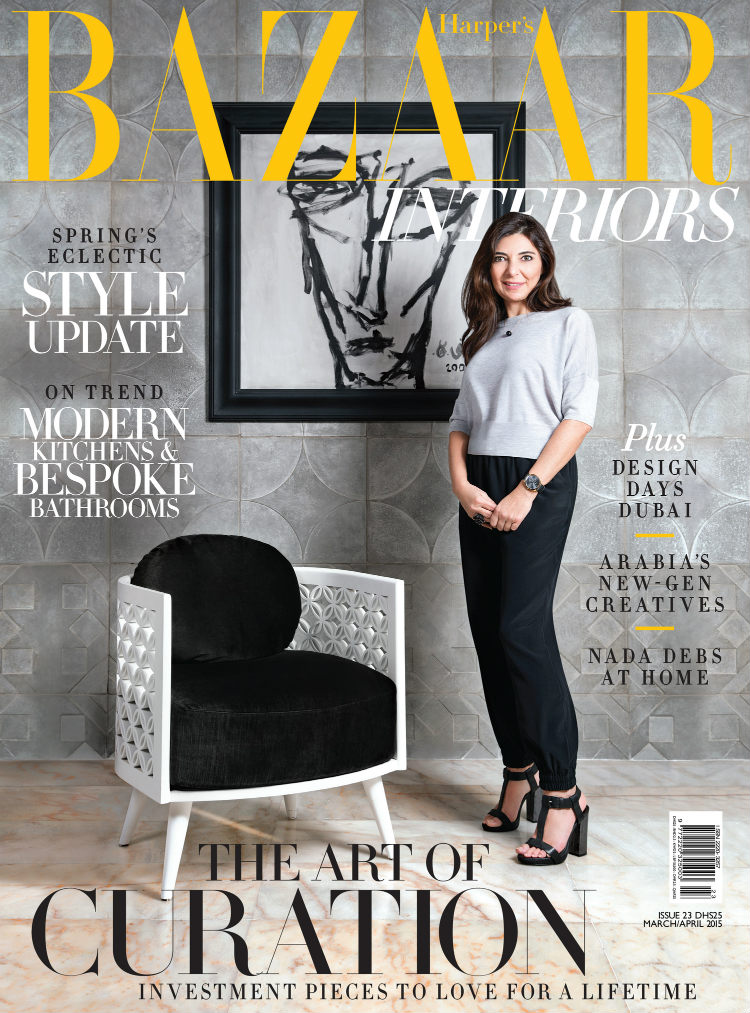 Harper's
BAZAAR
INTERIORS
SPRING'S
ECLECTIC
STYLE
UPDATE
ON TREND
MODERN
KITCHENS &
BESPOKE
BATHROOMS
Plus
DESIGN
DAYS
DUBAI
ARABIA'S
NEW-GEN
CREATIVES
NADA DEBS
AT HOME
THE ART OF
CURATION
INVESTMENT PIECES TO LOVE FOR A LIFETIME
23
ISSUE 23 DHS25
MARCH/APRIL 2015